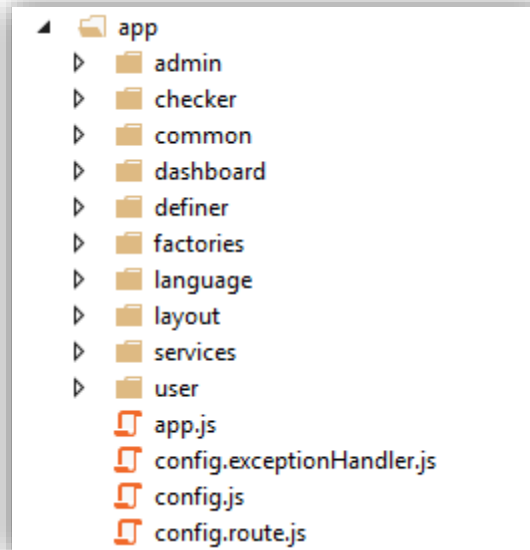 app
admin
checker
common
dashboard
definer
factories
language
layout
services
user
app.js
config.exceptionHandler.js
config.js
config.route.js